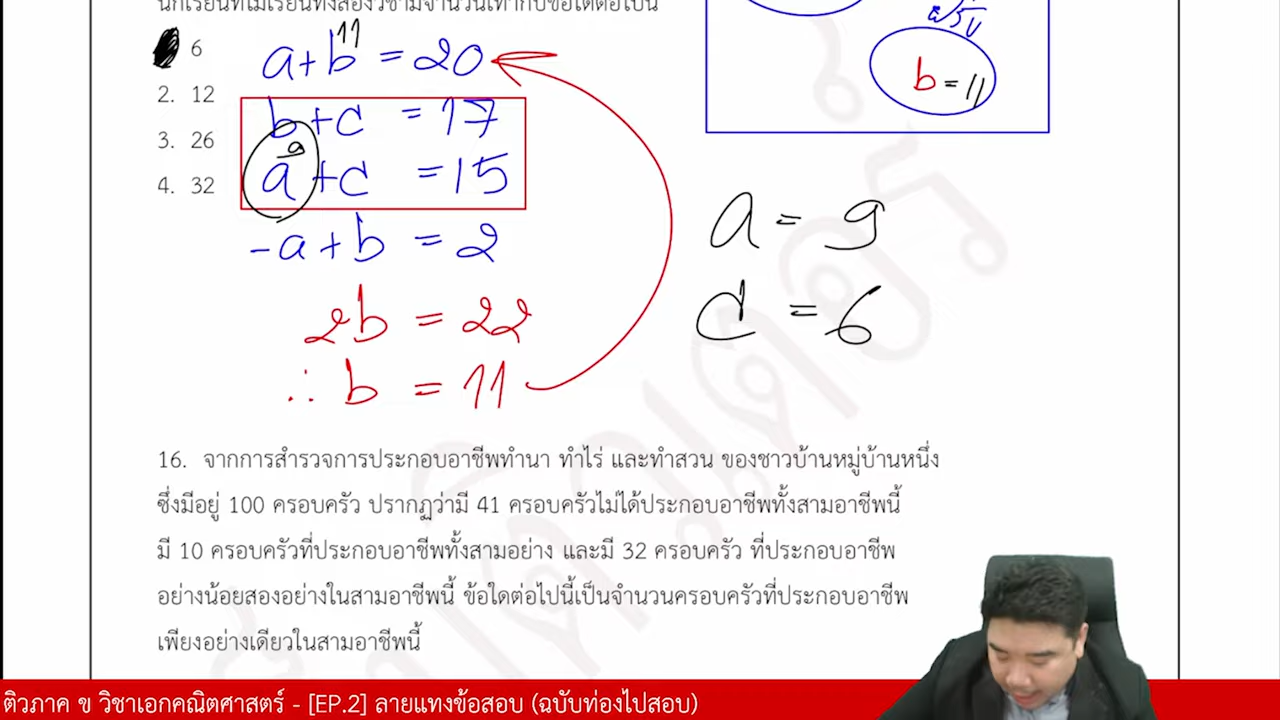 นักเรียนที่ไม่เรียนทั้งสองวิชามีจำนวนเท่ากับข้อใดต่อไปนี้
6
2. 12
3. 26
4. 32
11
a+b = 20
b+c = 17
a
a+c = 15
-a+b = 2
2b = 22
∴ b = 11
b = 11
a = 9
c = 6
16. จากการสำรวจการประกอบอาชีพทำนา ทำไร่ และทำสวน ของชาวบ้านหมู่บ้านหนึ่ง
ซึ่งมีอยู่ 100 ครอบครัว ปรากฏว่ามี 41 ครอบครัวไม่ได้ประกอบอาชีพทั้งสามอาชีพนี้
มี 10 ครอบครัวที่ประกอบอาชีพทั้งสามอย่าง และมี 32 ครอบครัว ที่ประกอบอาชีพ
อย่างน้อยสองอย่างในสามอาชีพนี้ ข้อใดต่อไปนี้เป็นจำนวนครอบครัวที่ประกอบอาชีพ
เพียงอย่างเดียวในสามอาชีพนี้
ติวภาค ข วิชาเอกคณิตศาสตร์ - [EP.2] ลายแทงข้อสอบ (ฉบับท่องไปสอบ)